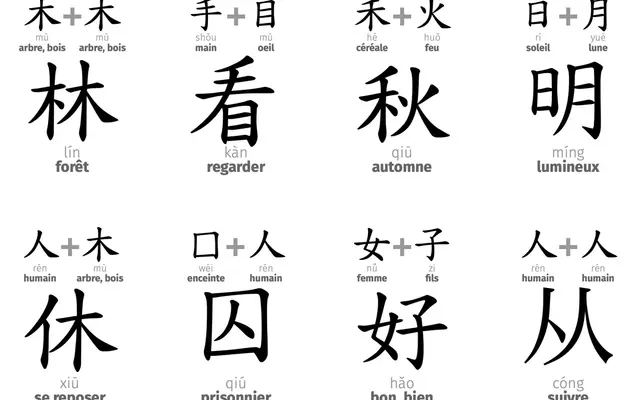 木 + 木 手 + 目 禾 + 火 日 + 月
mù mù shǒu mù hé huǒ rì yuè
arbre, bois arbre, bois main oeil céréale feu soleil lune
林 看 秋 明
lín kàn qiū míng
forêt regarder automne lumineux
人 + 木 囗 + 人 女 + 子 人 + 人
rén mù wéi rén nǚ zi rén rén
humain arbre, bois enceinte humain femme fils humain humain
休 囚 好 从
xiū qiú hǎo cóng
se reposer prisonnier bon, bien suivre